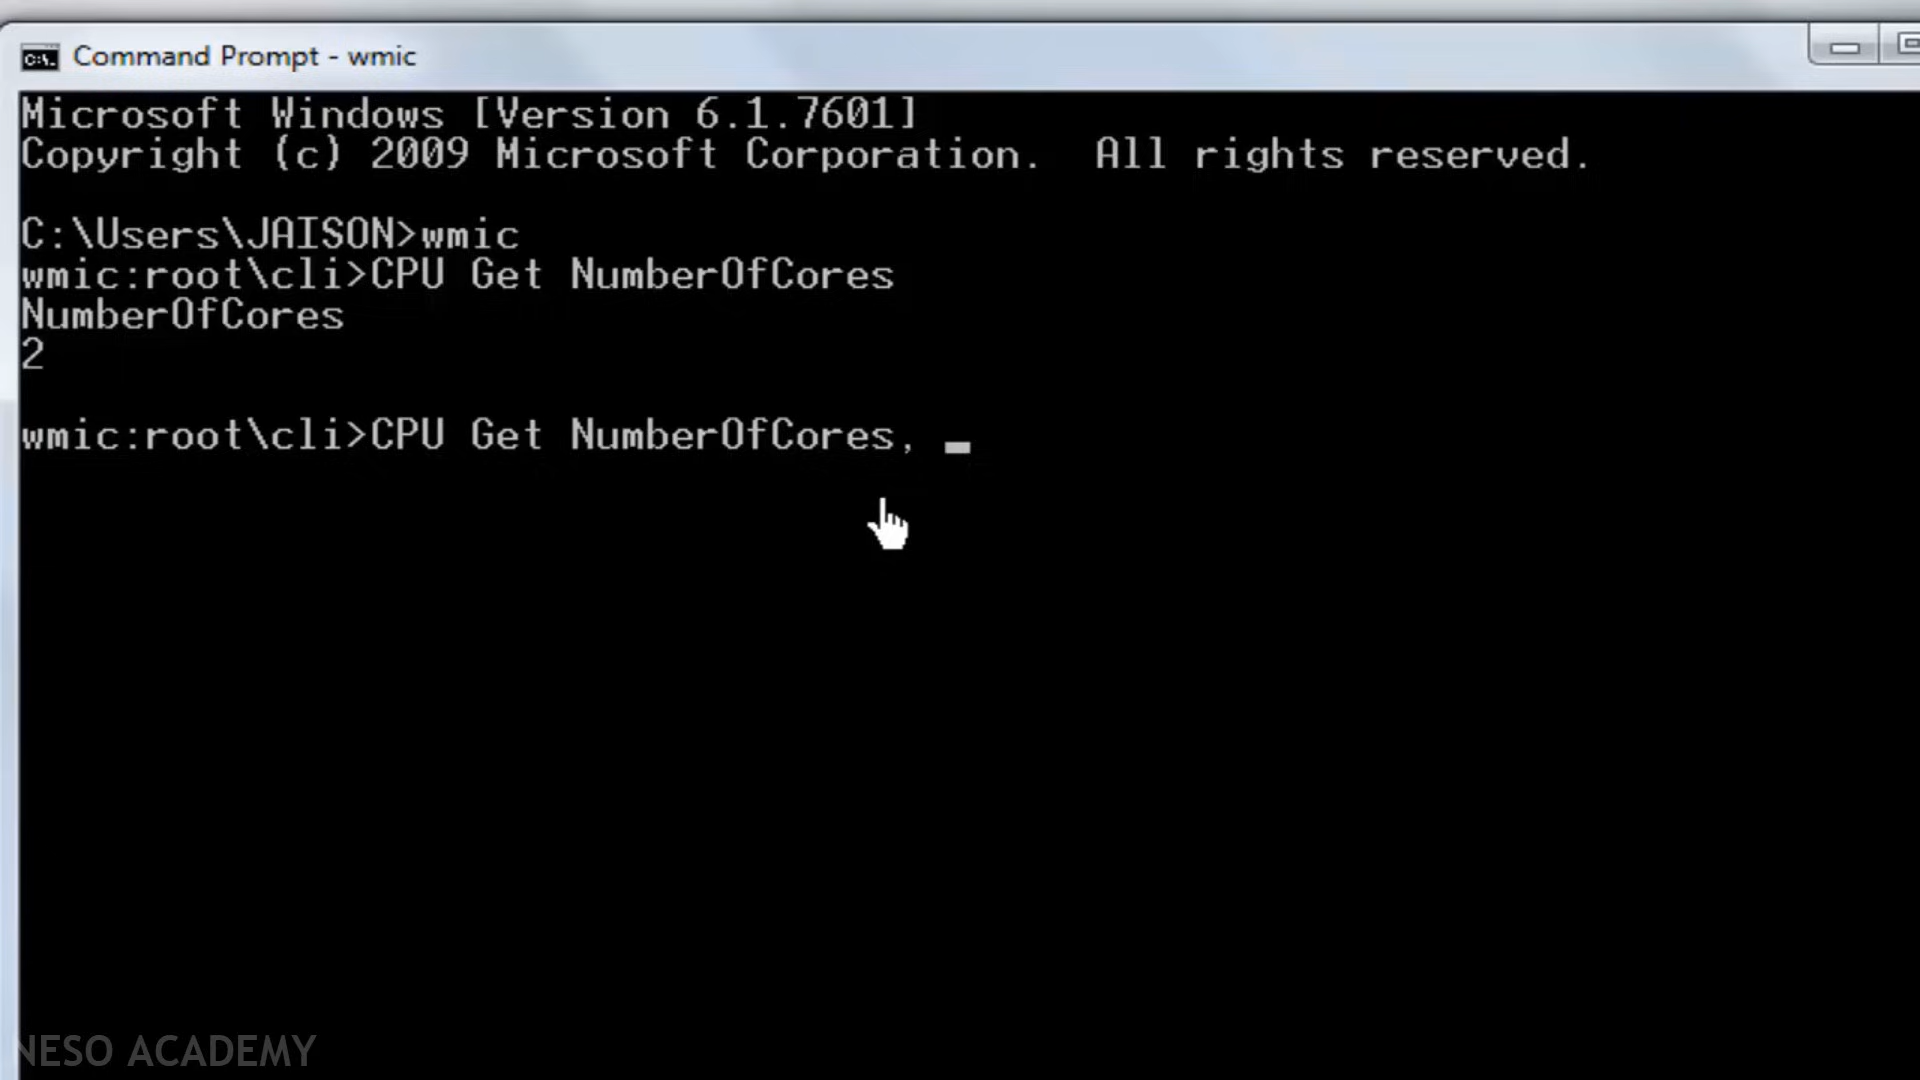 Command Prompt - wmic
Microsoft Windows [Version 6.1.7601]
Copyright (c) 2009 Microsoft Corporation.  All rights reserved.
C:\Users\JAISON>wmic
wmic:root\cli>CPU Get NumberOfCores
NumberOfCores
2
wmic:root\cli>CPU Get NumberOfCores,
NESO ACADEMY